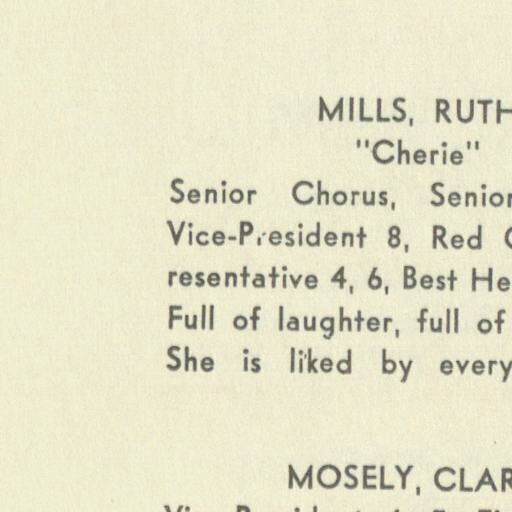 MILLS, RUTH
"Cherie"
Senior Chorus, Senior
Vice-President 8, Red
resentative 4, 6, Best He
Full of laughter, full of
She is liked by every
MOSELY, CLAR